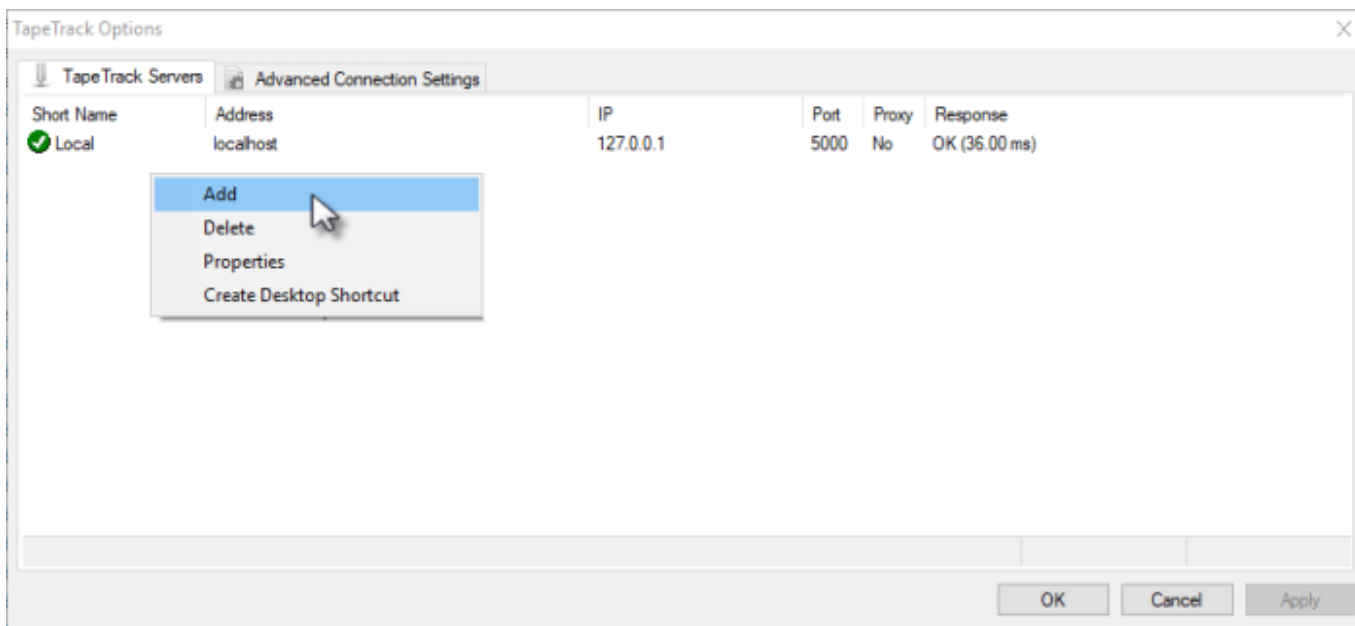 TapeTrack Options
TapeTrack Servers Advanced Connection Settings
Short Name Address IP Port Proxy Response
Local localhost 127.0.0.1 5000 No OK (36.00 ms)
Add
Delete
Properties
Create Desktop Shortcut
OK Cancel Apply